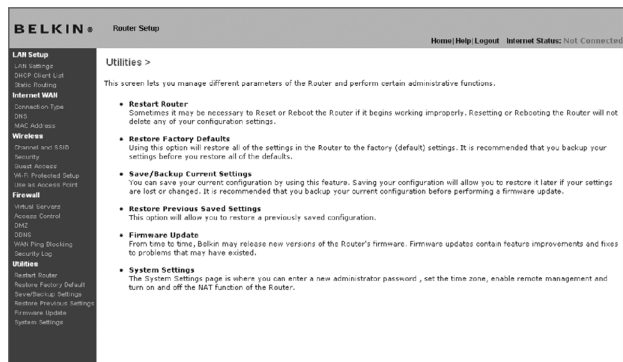 BELKIN® Router Setup
Home|Help|Logout Internet Status: Not Connected
LAN Setup
LAN Settings
DHCP Client List
Static Routing
Internet WAN
Connection Type
DNS
MAC Address
Wireless
Channel and SSID
Security
Guest Access
Wi-Fi Protected Setup
Use as Access Point
Firewall
Virtual Servers
Access Control
DMZ
DDNS
WAN Ping Blocking
Security Log
Utilities
Restart Router
Restore Factory Default
Save/Backup Settings
Restore Previous Settings
Firmware Update
System Settings
Utilities >
This screen lets you manage different parameters of the Router and perform certain administrative functions.
• Restart Router
Sometimes it may be necessary to Reset or Reboot the Router if it begins working improperly. Resetting or Rebooting the Router will not
delete any of your configuration settings.
• Restore Factory Defaults
Using this option will restore all of the settings in the Router to the factory (default) settings. It is recommended that you backup your
settings before you restore all of the defaults.
• Save/Backup Current Settings
You can save your current configuration by using this feature. Saving your configuration will allow you to restore it later if your settings
are lost or changed. It is recommended that you backup your current configuration before performing a firmware update.
• Restore Previous Saved Settings
This option will allow you to restore a previously saved configuration.
• Firmware Update
From time to time, Belkin may release new versions of the Router's firmware. Firmware updates contain feature improvements and fixes
to problems that may have existed.
• System Settings
The System Settings page is where you can enter a new administrator password , set the time zone, enable remote management and
turn on and off the NAT function of the Router.